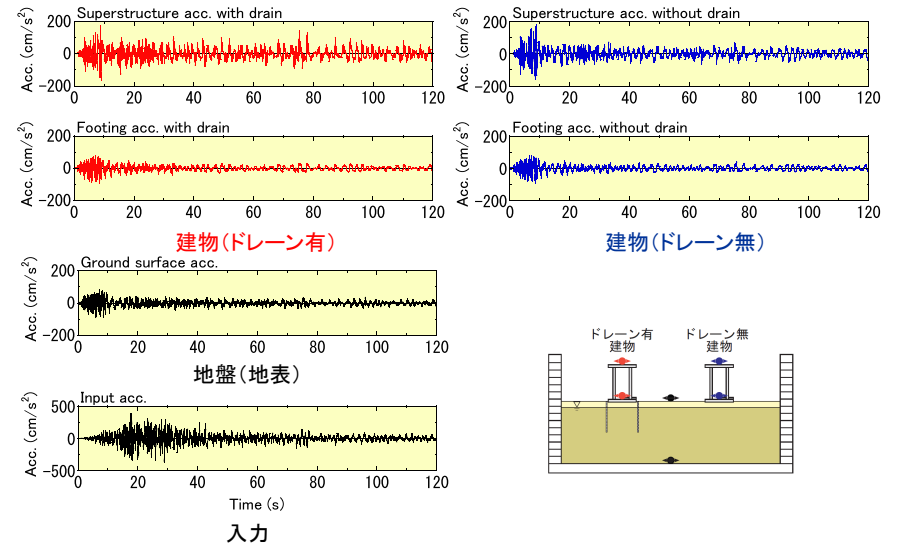 Superstructure acc. with drain
200
0
-200
Acc. (cm/s²)
0 20 40 60 80 100 120
Superstructure acc. without drain
200
0
-200
Acc. (cm/s²)
0 20 40 60 80 100 120
Footing acc. with drain
200
0
-200
Acc. (cm/s²)
0 20 40 60 80 100 120
Footing acc. without drain
200
0
-200
Acc. (cm/s²)
0 20 40 60 80 100 120
建物(ドレーン有)
建物(ドレーン無)
Ground surface acc.
200
0
-200
Acc. (cm/s²)
0 20 40 60 80 100 120
地盤(地表)
Input acc.
500
0
-500
Acc. (cm/s²)
0 20 40 60 80 100 120
Time (s)
入力
ドレーン有
建物
ドレーン無
建物